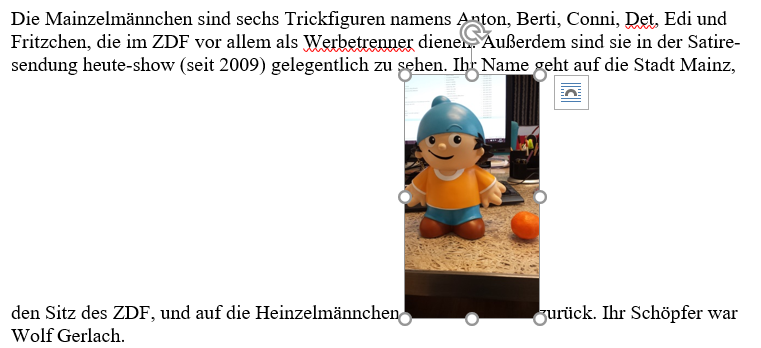 Die Mainzelmännchen sind sechs Trickfiguren namens Anton, Berti, Conni, Det, Edi und
Fritzchen, die im ZDF vor allem als Werbetrenner dienen. Außerdem sind sie in der Satire-
sendung heute-show (seit 2009) gelegentlich zu sehen. Ihr Name geht auf die Stadt Mainz,
den Sitz des ZDF, und auf die Heinzelmännchen zurück. Ihr Schöpfer war
Wolf Gerlach.